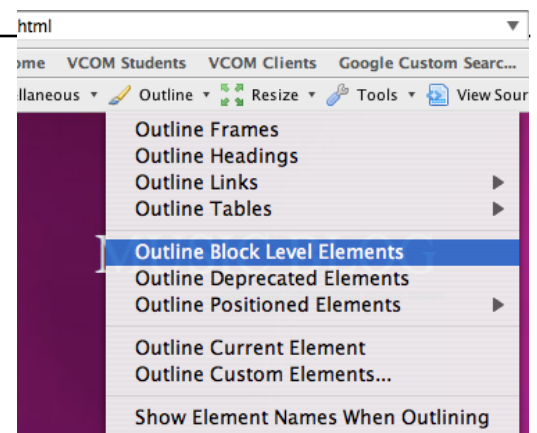 html
ome VCOM Students VCOM Clients Google Custom Searc...
llaneous Outline Resize Tools View Sour
Outline Frames
Outline Headings
Outline Links
Outline Tables
Outline Block Level Elements
Outline Deprecated Elements
Outline Positioned Elements
Outline Current Element
Outline Custom Elements...
Show Element Names When Outlining